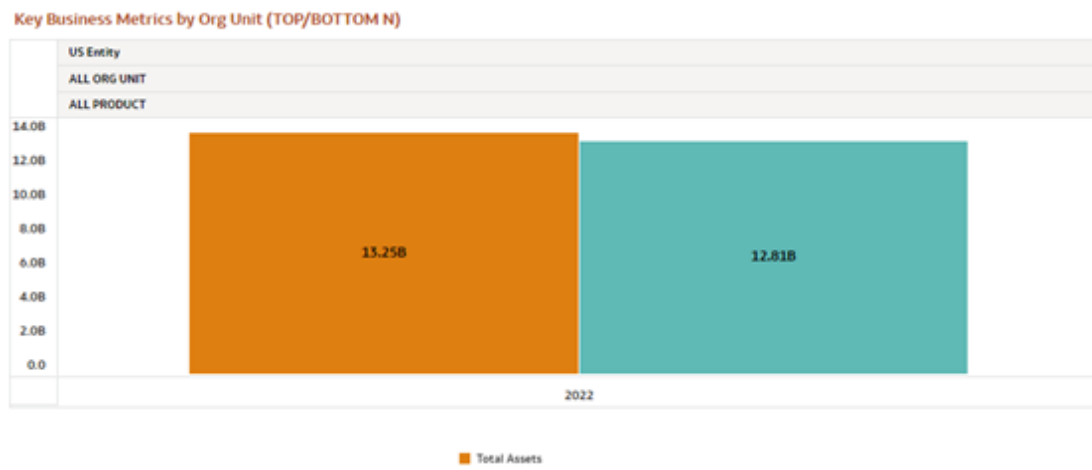 Key Business Metrics by Org Unit (TOP/BOTTOM N)
US Entity
ALL ORG UNIT
ALL PRODUCT
14.0B
12.0B
10.0B
8.0B
6.0B
4.0B
2.0B
0.0
13.25B
12.81B
2022
Total Assets